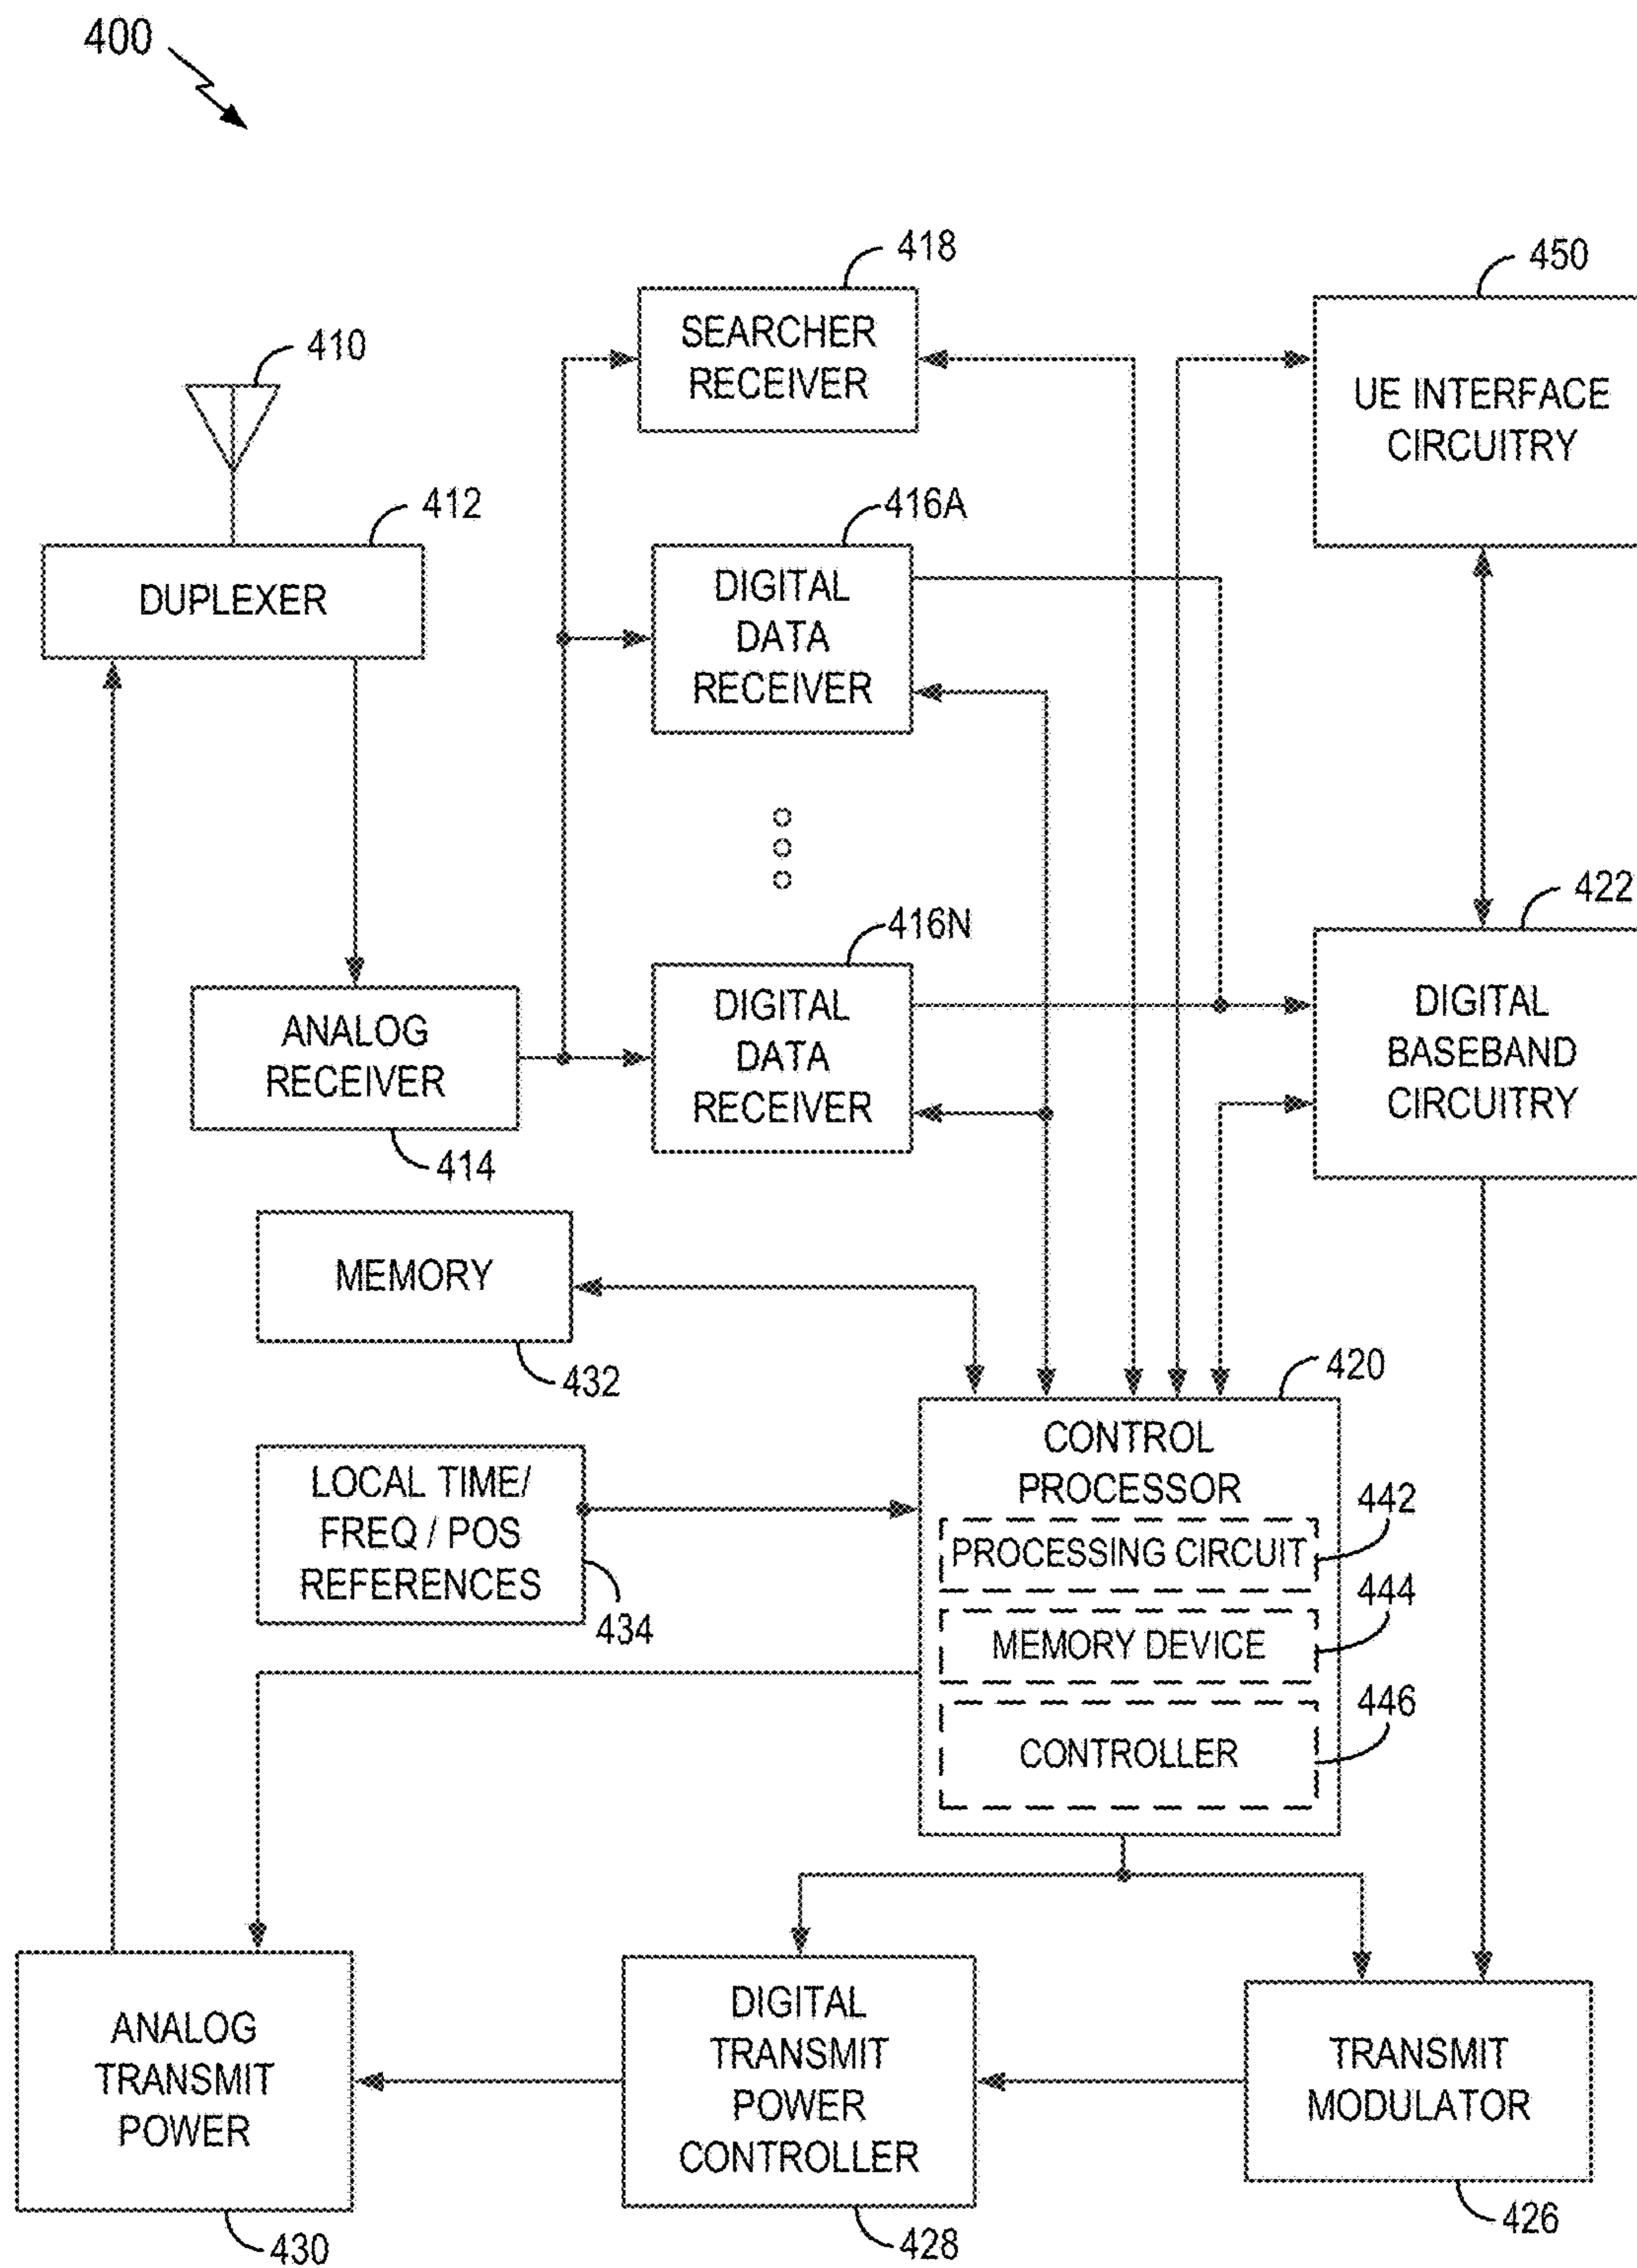 400
418
SEARCHER
RECEIVER
450
UE INTERFACE
CIRCUITRY
410
412
DUPLEXER
416A
DIGITAL
DATA
RECEIVER
422
DIGITAL
BASEBAND
CIRCUITRY
416N
DIGITAL
DATA
RECEIVER
ANALOG
RECEIVER
414
MEMORY
432
420
CONTROL
PROCESSOR
442
PROCESSING CIRCUIT
444
MEMORY DEVICE
446
CONTROLLER
LOCAL TIME/
FREQ / POS
REFERENCES
434
ANALOG
TRANSMIT
POWER
430
DIGITAL
TRANSMIT
POWER
CONTROLLER
428
TRANSMIT
MODULATOR
426